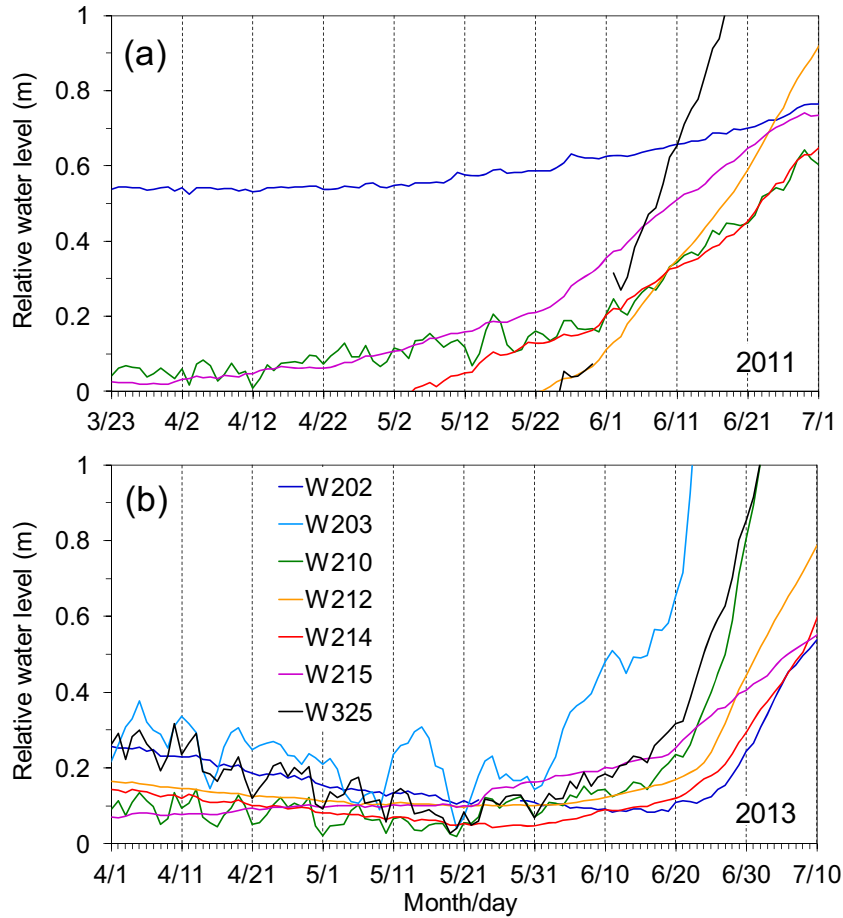 (a)
Relative water level (m)
1
0.8
0.6
0.4
0.2
0
2011
3/23 4/2 4/12 4/22 5/2 5/12 5/22 6/1 6/11 6/21 7/1
(b)
Relative water level (m)
1
0.8
0.6
0.4
0.2
0
W202
W203
W210
W212
W214
W215
W325
2013
4/1 4/11 4/21 5/1 5/11 5/21 5/31 6/10 6/20 6/30 7/10
Month/day